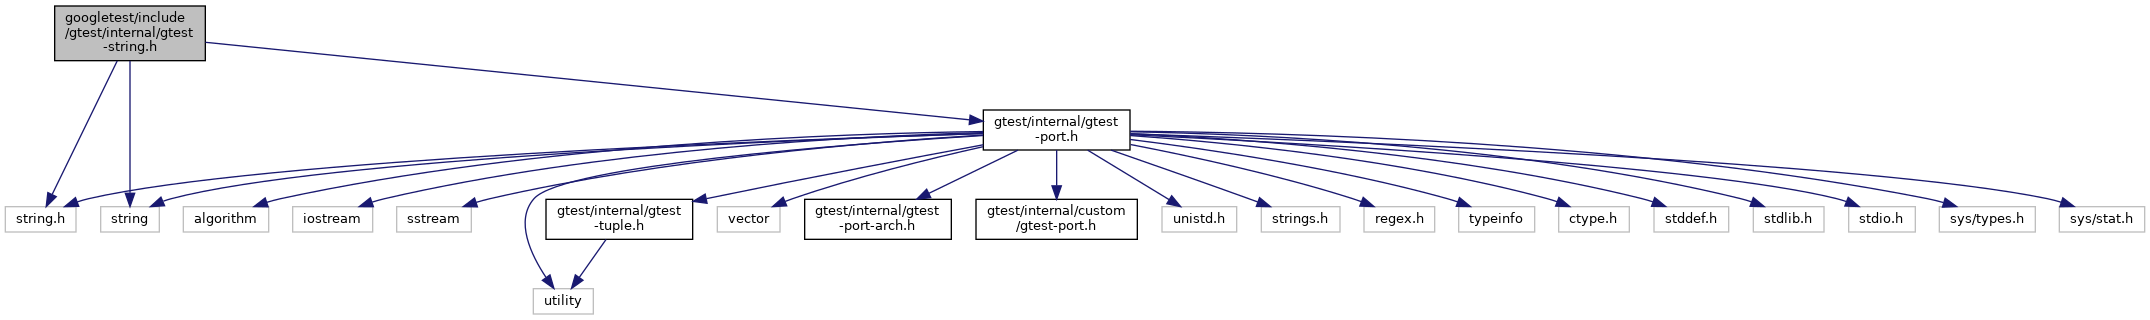 googletest/include
/gtest/internal/gtest
-string.h
gtest/internal/gtest
-port.h
string.h
string
algorithm
iostream
sstream
gtest/internal/gtest
-tuple.h
vector
gtest/internal/gtest
-port-arch.h
gtest/internal/custom
/gtest-port.h
unistd.h
strings.h
regex.h
typeinfo
ctype.h
stddef.h
stdlib.h
stdio.h
sys/types.h
sys/stat.h
utility